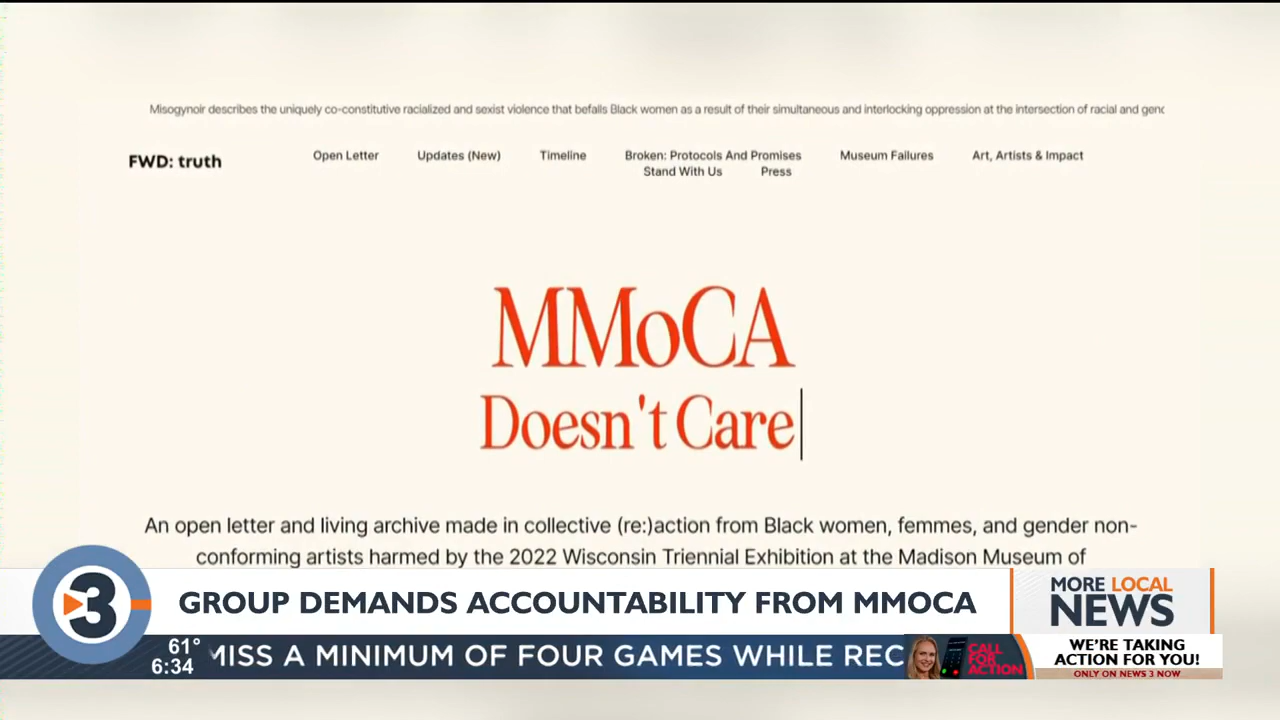 Misogynoir describes the uniquely co-constitutive racialized and sexist violence that befalls Black women as a result of their simultaneous and interlocking oppression at the intersection of racial and
FWD: truth
Open Letter Updates (New) Timeline Broken: Protocols And Promises Museum Failures Art, Artists & Impact
Stand With Us Press
MMoCA
Doesn't Care
An open letter and living archive made in collective (re:)action from Black women, femmes, and gender non-
conforming artists harmed by the 2022 Wisconsin Triennial Exhibition at the Madison Museum of
3
GROUP DEMANDS ACCOUNTABILITY FROM MMOCA
MORE LOCAL
NEWS
61°
6:34
MISS A MINIMUM OF FOUR GAMES WHILE REC
CALL
FOR
ACTION
WE'RE TAKING
ACTION FOR YOU!
ONLY ON NEWS 3 NOW